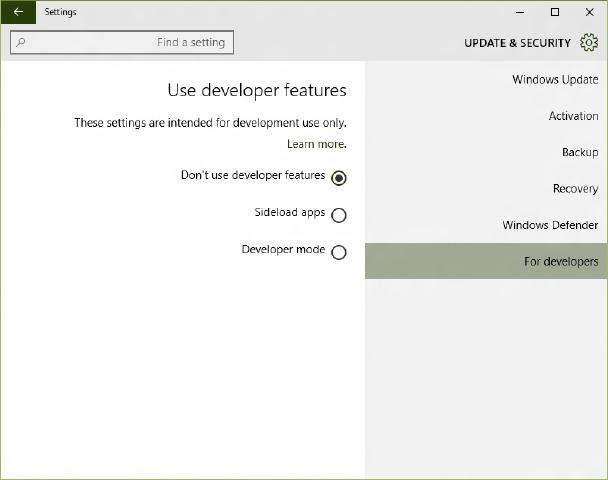 Settings
Find a setting
UPDATE & SECURITY
Use developer features
These settings are intended for development use only.
Learn more.
Don't use developer features
Sideload apps
Developer mode
Windows Update
Activation
Backup
Recovery
Windows Defender
For developers